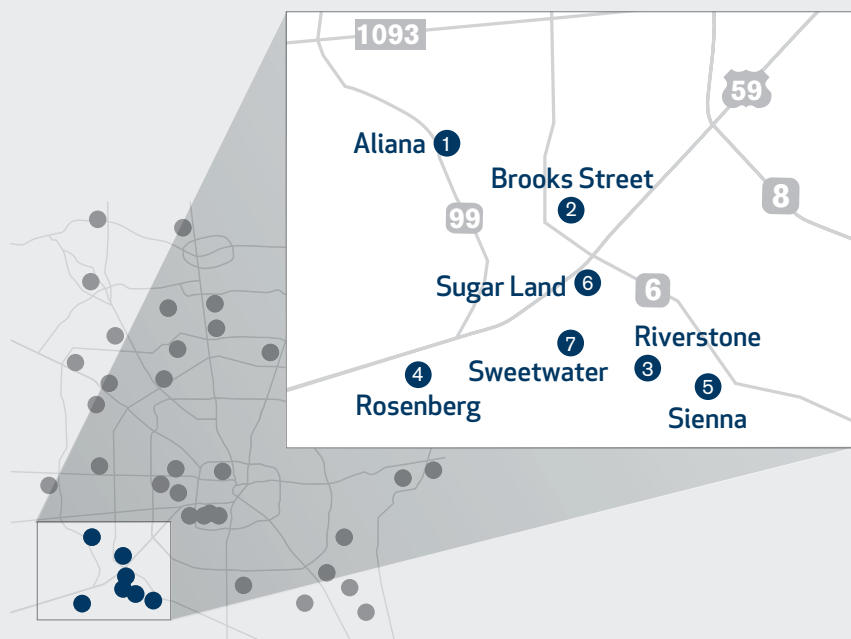 1093
59
Aliana 1
Brooks Street
8
2
99
Sugar Land 6
6
Riverstone
7
3
4
Sweetwater
5
Rosenberg
Sienna